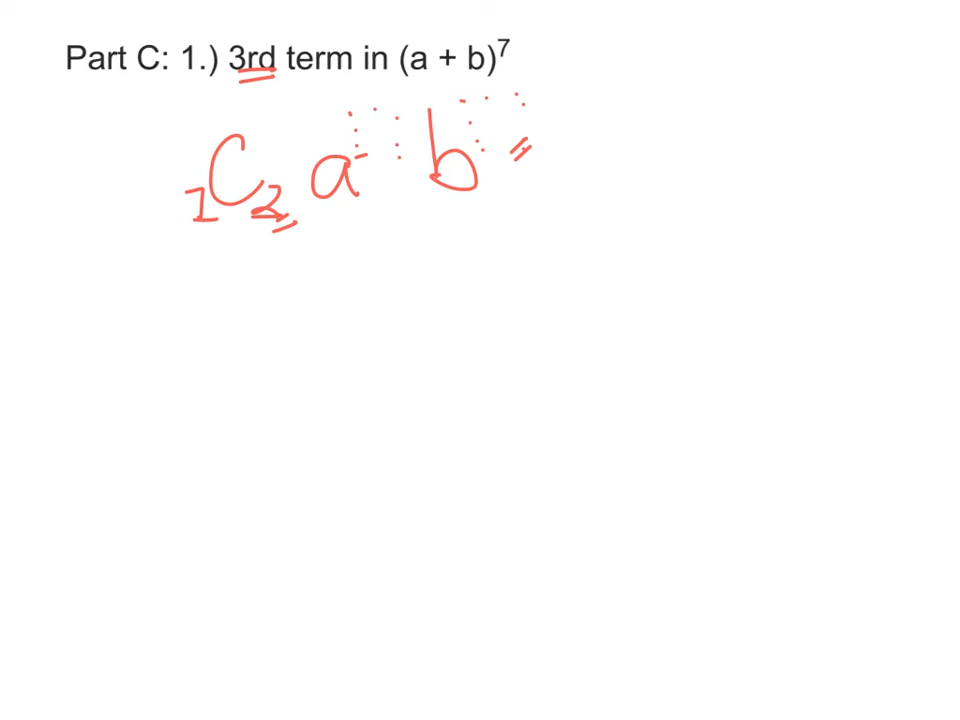 Part C: 1.) 3rd term in (a + b)⁷
₇C₂ a b